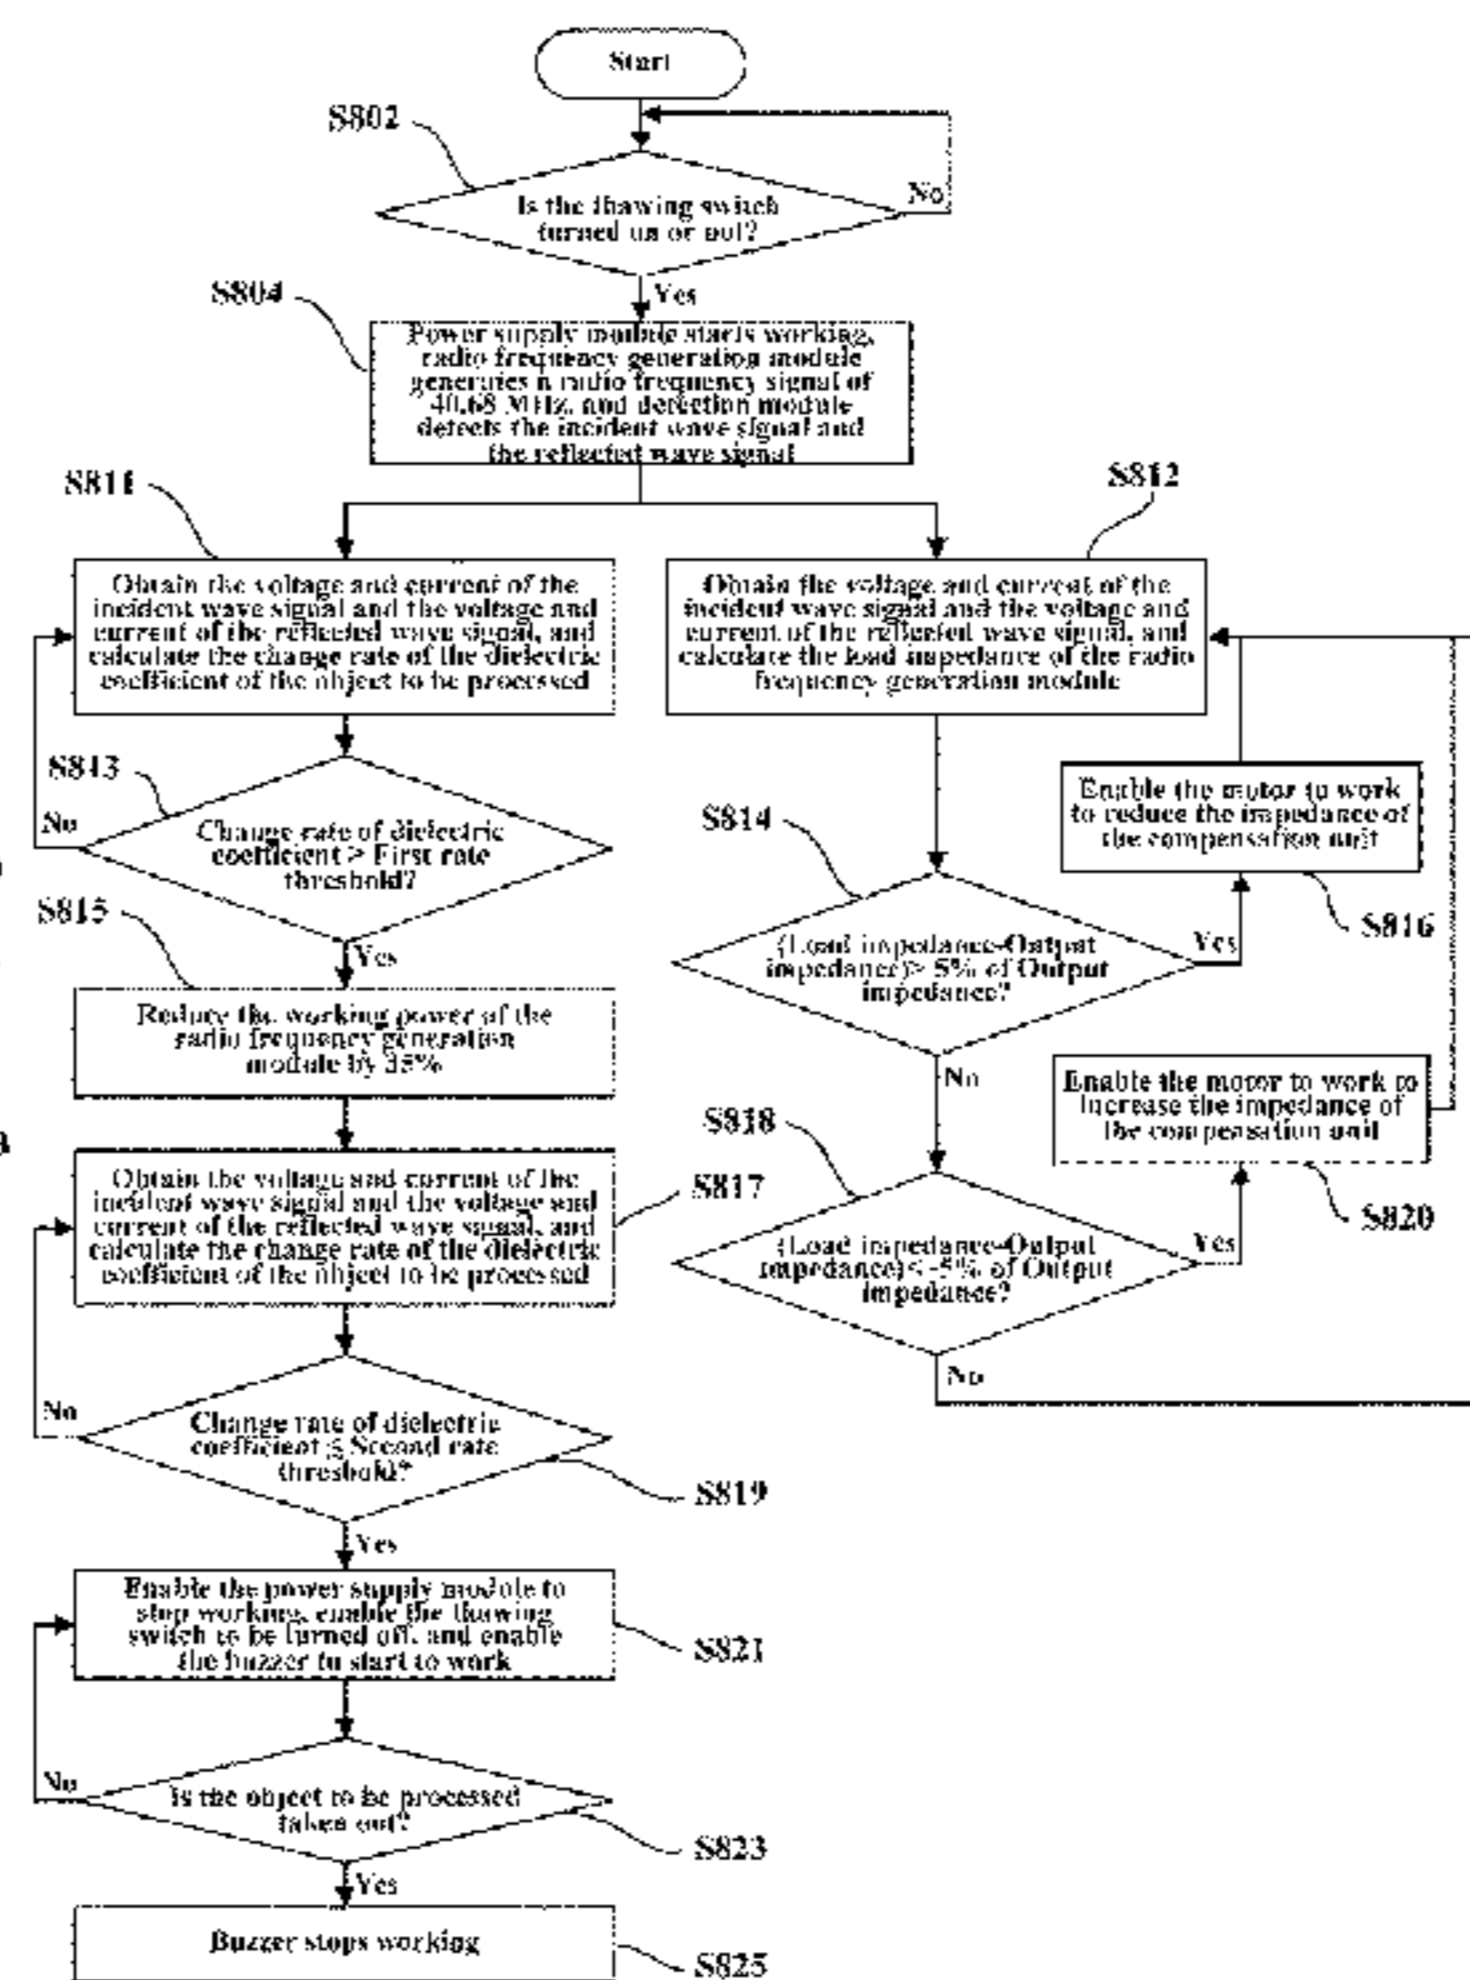 Start
S802
Is the thawing switch
turned on or not?
No
Yes
S804
Power supply module starts working,
radio frequency generating module
generates a radio frequency signal of
40.68 MHz, and detection module
detects the incident wave signal and
the reflected wave signal
S811
Obtain the voltage and current of the
incident wave signal and the voltage and
current of the reflected wave signal, and
calculate the change rate of the dielectric
coefficient of the object to be processed
S812
Obtain the voltage and current of the
incident wave signal and the voltage and
current of the reflected wave signal, and
calculate the load impedance of the radio
frequency generation module
S813
Change rate of dielectric
coefficient ≥ First rate
threshold?
No
Yes
S814
(Load impedance-Output
impedance)> 5% of Output
impedance?
Yes
No
Enable the motor to work
to reduce the impedance of
the compensation unit
S816
S815
Reduce the working power of the
radio frequency generation
module by 35%
S818
(Load impedance-Output
impedance)< -5% of Output
impedance?
Yes
No
Enable the motor to work to
increase the impedance of
the compensation unit
S820
Obtain the voltage and current of the
incident wave signal and the voltage and
current of the reflected wave signal, and
calculate the change rate of the dielectric
coefficient of the object to be processed
S817
Change rate of dielectric
coefficient ≤ Second rate
threshold?
No
Yes
S819
Enable the power supply module to
stop working, enable the thawing
switch to be turned off, and enable
the buzzer to start to work
S821
Is the object to be processed
taken out?
No
Yes
S823
Buzzer stops working
S825